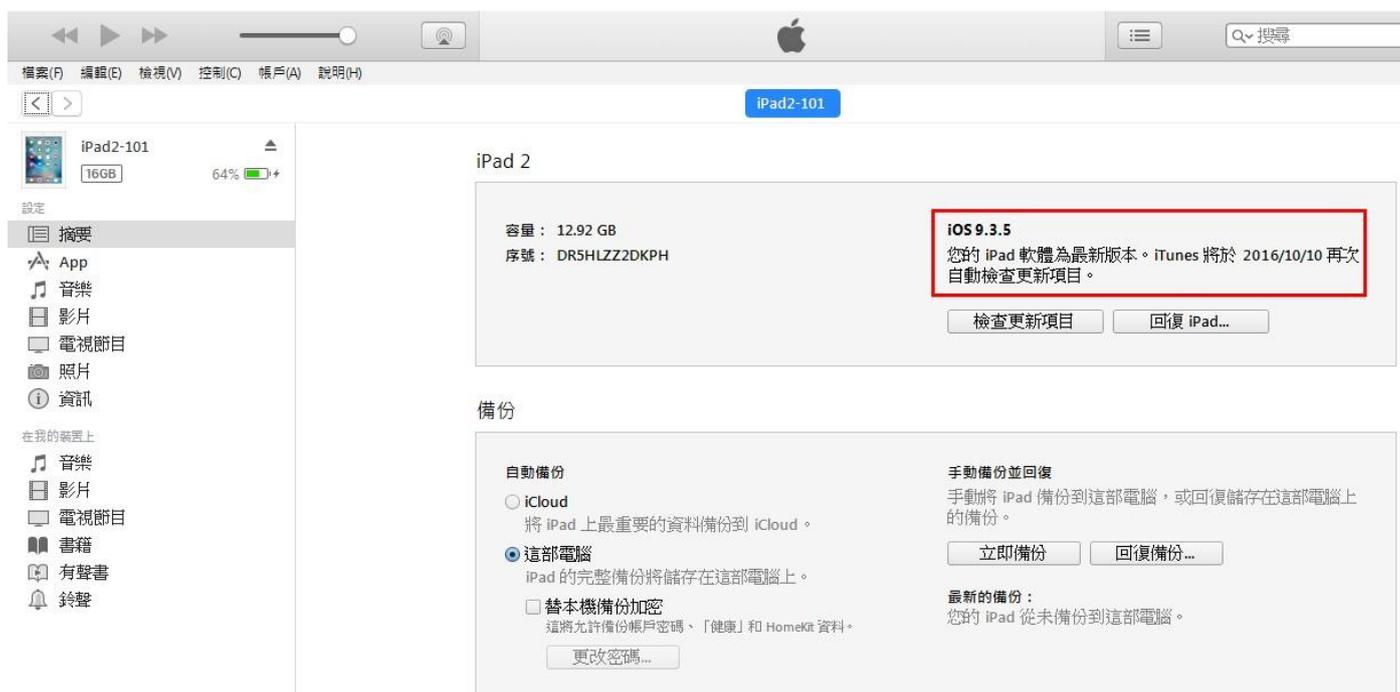 搜尋
檔案(F) 編輯(E) 檢視(V) 控制(C) 帳戶(A) 說明(H)
iPad2-101
iPad2-101
16GB
64%
設定
摘要
App
音樂
影片
電視節目
照片
資訊
在我的裝置上
音樂
影片
電視節目
書籍
有聲書
鈴聲
iPad 2
容量： 12.92 GB
序號： DR5HLZZ2DKPH
iOS 9.3.5
您的 iPad 軟體為最新版本。iTunes 將於 2016/10/10 再次
自動檢查更新項目。
檢查更新項目
回復 iPad...
備份
自動備份
iCloud
將 iPad 上最重要的資料備份到 iCloud。
這部電腦
iPad 的完整備份將儲存在這部電腦上。
替本機備份加密
這將允許備份帳戶密碼、「健康」和 HomeKit 資料。
更改密碼...
手動備份並回復
手動將 iPad 備份到這部電腦，或回復儲存在這部電腦上
的備份。
立即備份
回復備份...
最新的備份：
您的 iPad 從未備份到這部電腦。